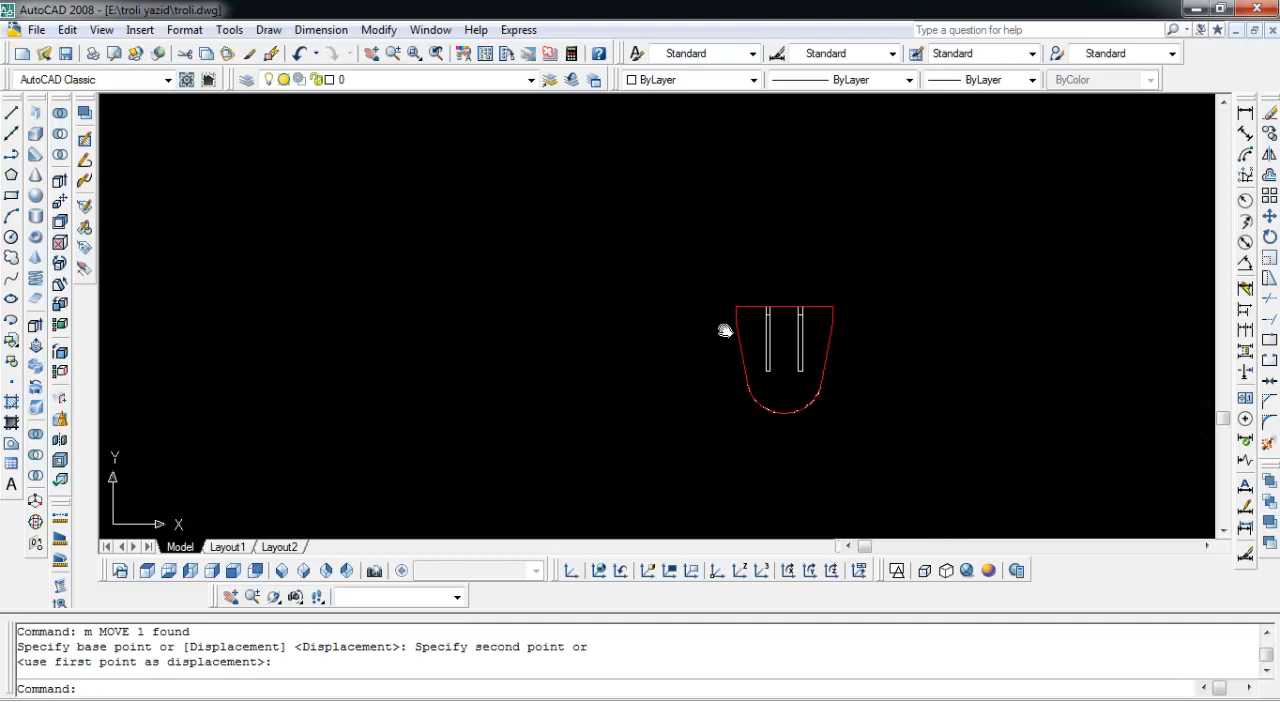 AutoCAD 2008 - [E:\troli yazid\troli.dwg]
File Edit View Insert Format Tools Draw Dimension Modify Window Help Express
Type a question for help
Standard Standard Standard Standard
AutoCAD Classic 0 ByLayer ByLayer ByLayer ByColor
A
Y
X
Model Layout1 Layout2
Command: m MOVE 1 found
Specify base point or [Displacement] <Displacement>: Specify second point or
<use first point as displacement>:
Command: